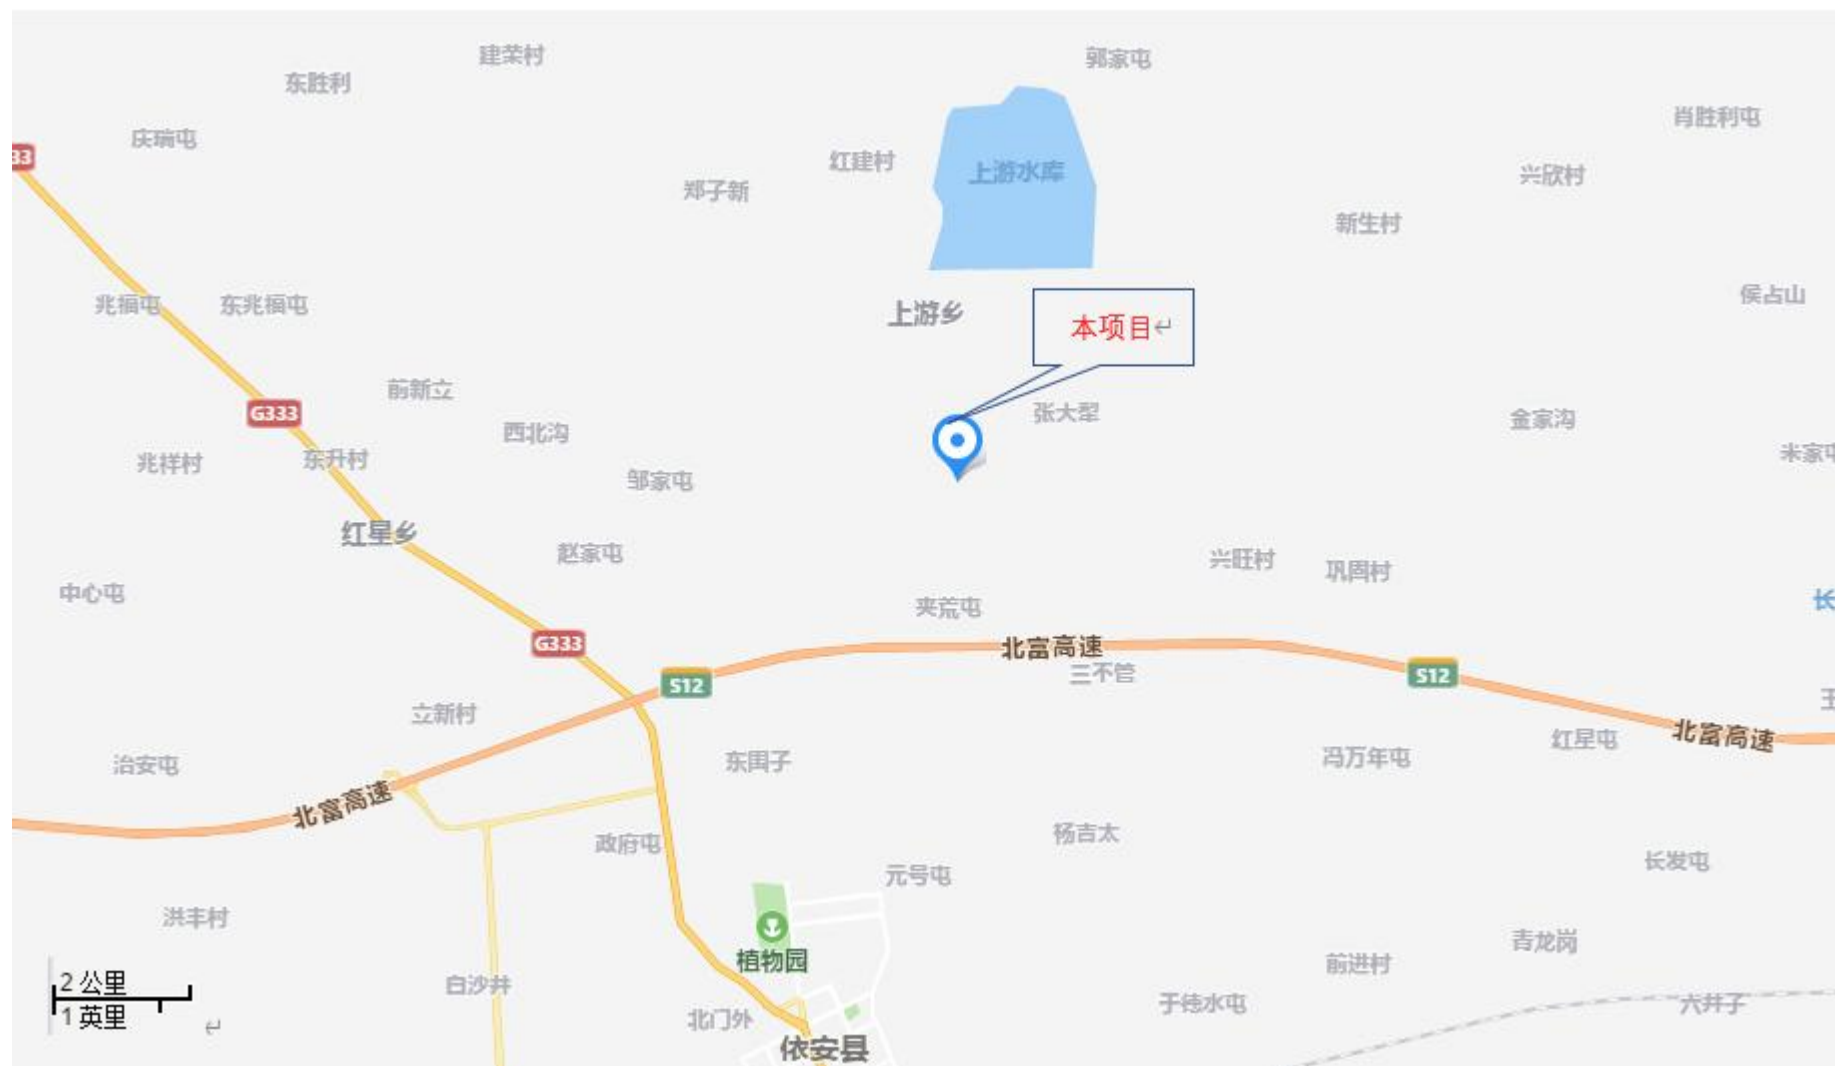 建荣村
郭家屯
东胜利
肖胜利屯
庆瑞屯
33
红建村
上游水库
兴欣村
郑子新
新生村
侯占山
兆福屯
东兆福屯
上游乡
本项目
前新立
G333
张大犁
金家沟
西北沟
米家屯
兆祥村
东升村
邹家屯
红星乡
赵家屯
兴旺村
巩固村
中心屯
长
夹荒屯
G333
北富高速
三不管
S12
S12
王
立新村
红星屯
北富高速
东围子
冯万年屯
治安屯
北富高速
杨吉太
政府屯
长发屯
元号屯
洪丰村
青龙岗
植物园
前进村
2 公里
白沙井
1 英里
于徳水屯
六井子
北门外
依安县